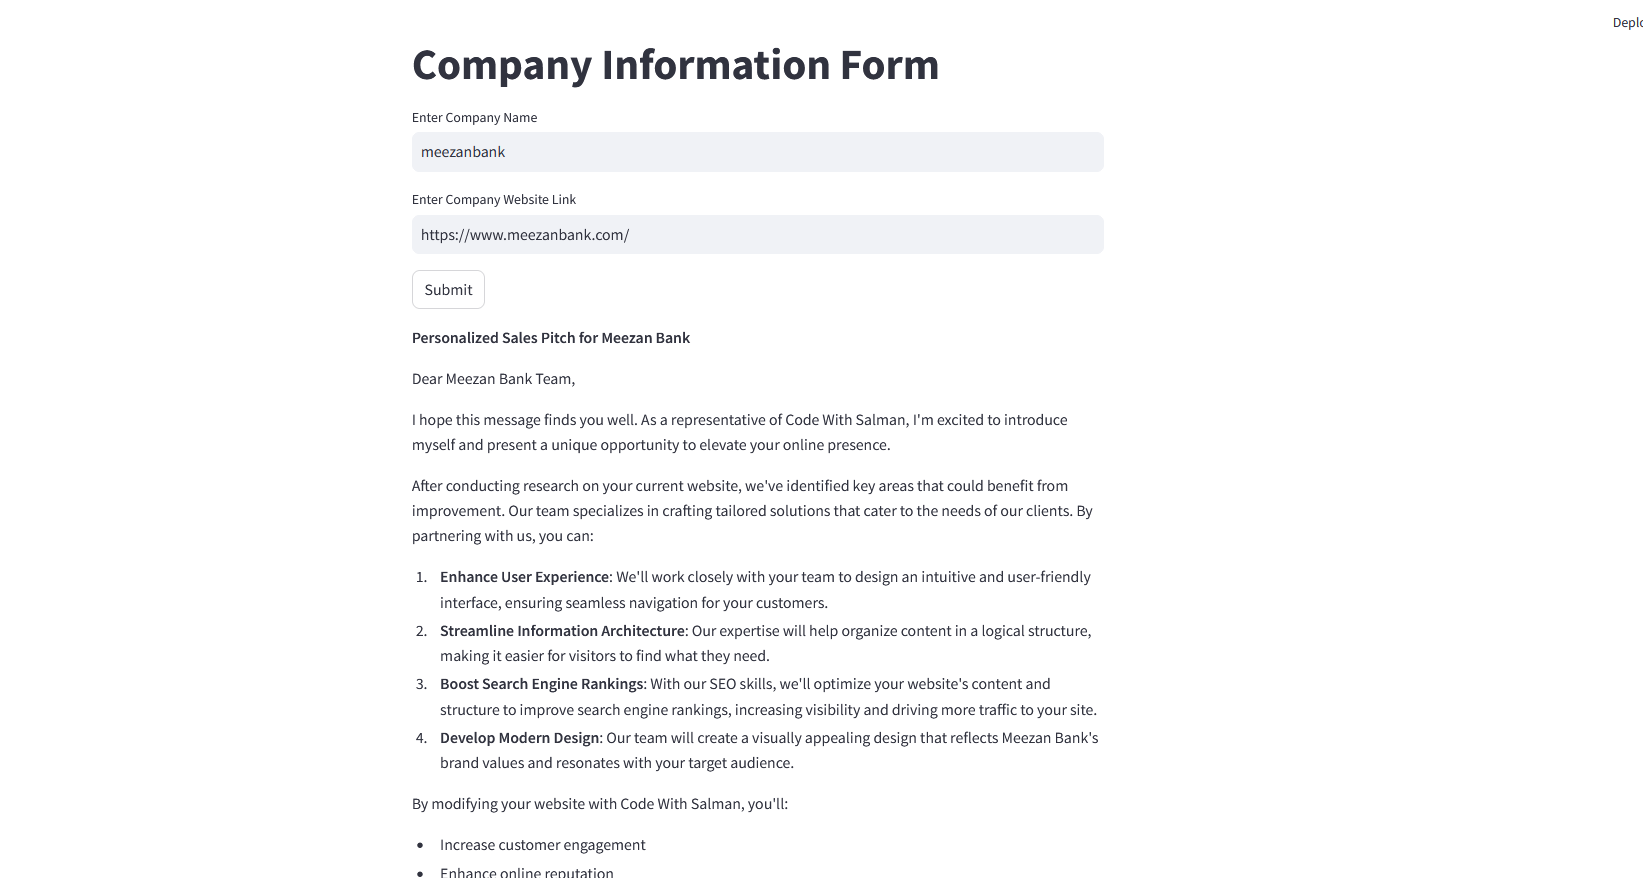 Deplo
Company Information Form
Enter Company Name
meezanbank
Enter Company Website Link
https://www.meezanbank.com/
Submit
Personalized Sales Pitch for Meezan Bank
Dear Meezan Bank Team,
I hope this message finds you well. As a representative of Code With Salman, I'm excited to introduce
myself and present a unique opportunity to elevate your online presence.
After conducting research on your current website, we've identified key areas that could benefit from
improvement. Our team specializes in crafting tailored solutions that cater to the needs of our clients. By
partnering with us, you can:
1. Enhance User Experience: We'll work closely with your team to design an intuitive and user-friendly
interface, ensuring seamless navigation for your customers.
2. Streamline Information Architecture: Our expertise will help organize content in a logical structure,
making it easier for visitors to find what they need.
3. Boost Search Engine Rankings: With our SEO skills, we'll optimize your website's content and
structure to improve search engine rankings, increasing visibility and driving more traffic to your site.
4. Develop Modern Design: Our team will create a visually appealing design that reflects Meezan Bank's
brand values and resonates with your target audience.
By modifying your website with Code With Salman, you'll:
• Increase customer engagement
• Enhance online reputation